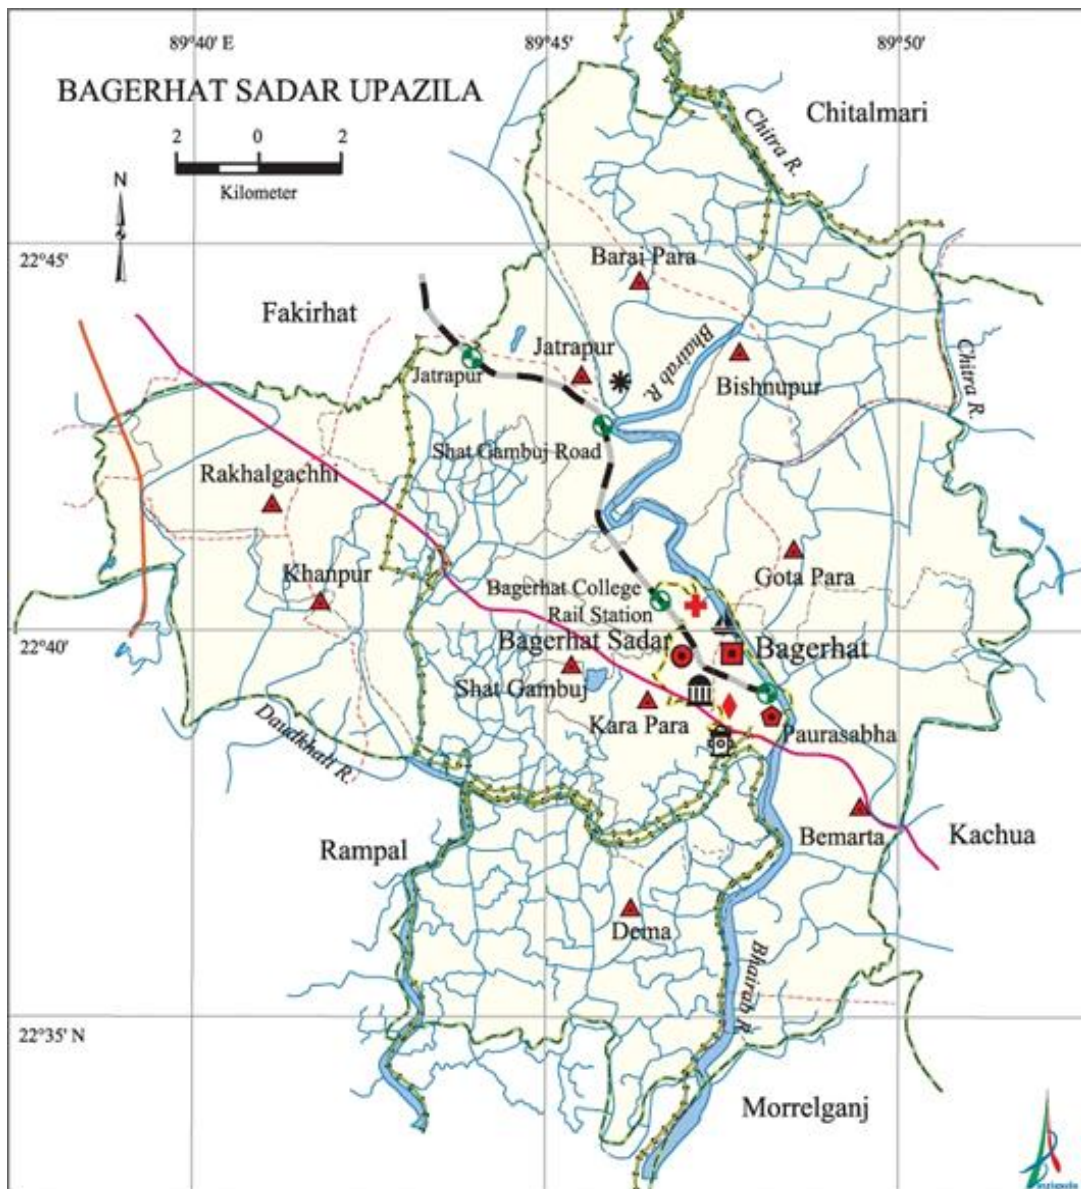 89°40' E
89°45'
89°50'
BAGERHAT SADAR UPAZILA
Chitalmari
Chitra R.
2 0 2
Kilometer
N
22°45'
Barai Para
Fakirhat
Bhairab R.
Jatrapur
Jatrapur
Bishnupur
Chitra R.
Shat Gambuj Road
Rakhalgachhi
Khanpur
Gota Para
Bagerhat College
Rail Station
22°40'
Bagerhat Sadar
Bagerhat
Shat Gambuj
Kara Para
Paurasabha
Daudkhali R.
Rampal
Bemarta
Kachua
Dema
Bhairab R.
22°35' N
Morrelganj